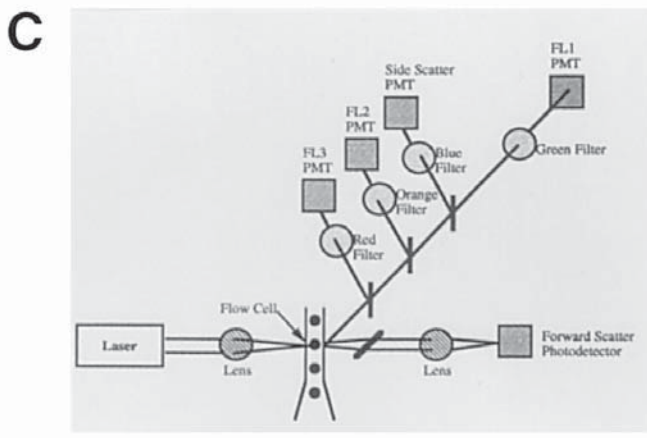 C
FL1
PMT
Side Scatter
PMT
FL2
PMT
FL3
PMT
Green Filter
Blue
Filter
Orange
Filter
Red
Filter
Flow Cell
Laser
Lens
Lens
Forward Scatter
Photodetector